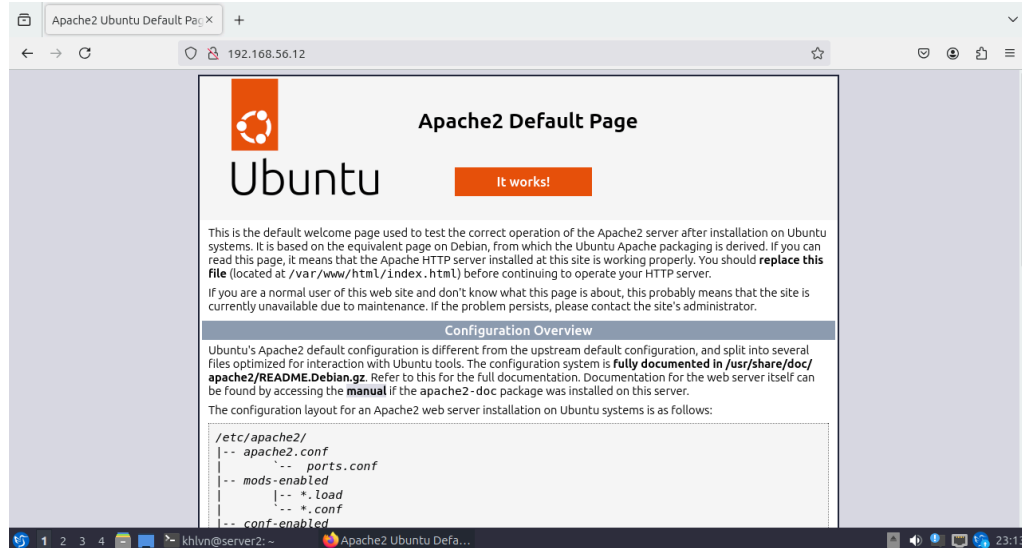 Apache2 Ubuntu Default Pag
192.168.56.12
Apache2 Default Page
Ubuntu
It works!
This is the default welcome page used to test the correct operation of the Apache2 server after installation on Ubuntu
systems. It is based on the equivalent page on Debian, from which the Ubuntu Apache packaging is derived. If you can
read this page, it means that the Apache HTTP server installed at this site is working properly. You should replace this
file (located at /var/www/html/index.html) before continuing to operate your HTTP server.
If you are a normal user of this web site and don't know what this page is about, this probably means that the site is
currently unavailable due to maintenance. If the problem persists, please contact the site's administrator.
Configuration Overview
Ubuntu's Apache2 default configuration is different from the upstream default configuration, and split into several
files optimized for interaction with Ubuntu tools. The configuration system is fully documented in /usr/share/doc/
apache2/README.Debian.gz. Refer to this for the full documentation. Documentation for the web server itself can
be found by accessing the manual if the apache2-doc package was installed on this server.
The configuration layout for an Apache2 web server installation on Ubuntu systems is as follows:
/etc/apache2/
|-- apache2.conf
|       `--  ports.conf
|-- mods-enabled
|       |-- *.load
|       `-- *.conf
|-- conf-enabled
1 2 3 4 khlvn@server2: ~ Apache2 Ubuntu Defa... 23:13